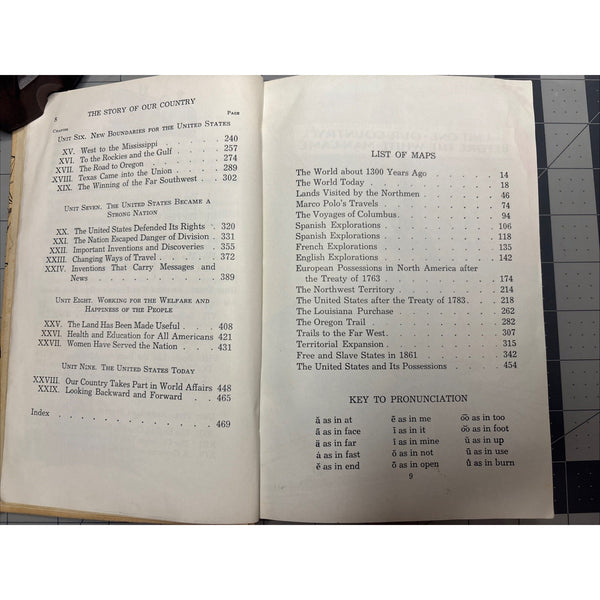 8
THE STORY OF OUR COUNTRY
CHAPTER PAGE
UNIT SIX. NEW BOUNDARIES FOR THE UNITED STATES
XV. West to the Mississippi . . . . . 240
XVI. To the Rockies and the Gulf . . . . 257
XVII. The Road to Oregon . . . . . 274
XVIII. Texas Came into the Union . . . . 289
XIX. The Winning of the Far Southwest . . . 302
UNIT SEVEN. THE UNITED STATES BECAME A
STRONG NATION
XX. The United States Defended Its Rights . . 320
XXI. The Nation Escaped Danger of Division . . 331
XXII. Important Inventions and Discoveries . . 355
XXIII. Changing Ways of Travel . . . . 372
XXIV. Inventions That Carry Messages and
News . . . . . . . . 389
UNIT EIGHT. WORKING FOR THE WELFARE AND
HAPPINESS OF THE PEOPLE
XXV. The Land Has Been Made Useful . . . 408
XXVI. Health and Education for All Americans . 421
XXVII. Women Have Served the Nation . . . 431
UNIT NINE. THE UNITED STATES TODAY
XXVIII. Our Country Takes Part in World Affairs 448
XXIX. Looking Backward and Forward . . . 465
Index . . . . . . . . 469
LIST OF MAPS
The World about 1300 Years Ago . . . . 14
The World Today . . . . . . . 18
Lands Visited by the Northmen . . . . 46
Marco Polo's Travels . . . . . . 74
The Voyages of Columbus . . . . . 94
Spanish Explorations . . . . . . 106
Spanish Explorations . . . . . . 118
French Explorations . . . . . . 135
English Explorations . . . . . . 142
European Possessions in North America after
the Treaty of 1763 . . . . . . 174
The Northwest Territory . . . . . 214
The United States after the Treaty of 1783 . . 218
The Louisiana Purchase . . . . . 262
The Oregon Trail . . . . . . . 282
Trails to the Far West . . . . . . 307
Territorial Expansion . . . . . . 315
Free and Slave States in 1861 . . . . 342
The United States and Its Possessions . . . 454
KEY TO PRONUNCIATION
ă as in at ē as in me o͞o as in too
ā as in face ĭ as in it o͝o as in foot
ä as in far ī as in mine ŭ as in up
ȧ as in fast ŏ as in not ū as in use
ĕ as in end ō as in open û as in burn
9